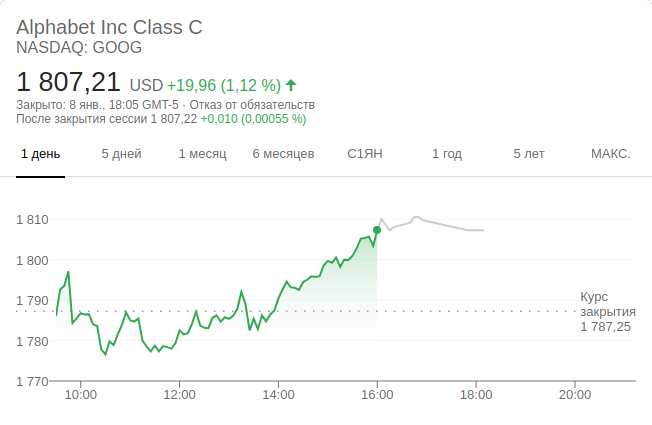 Alphabet Inc Class C
NASDAQ: GOOG
1 807,21 USD +19,96 (1,12 %)
Закрыто: 8 янв., 18:05 GMT-5 · Отказ от обязательств
После закрытия сессии 1 807,22 +0,010 (0,00055 %)
1 день 5 дней 1 месяц 6 месяцев С1ЯН 1 год 5 лет МАКС.
1 810
1 800
1 790
1 780
1 770
Курс
закрытия
1 787,25
10:00 12:00 14:00 16:00 18:00 20:00